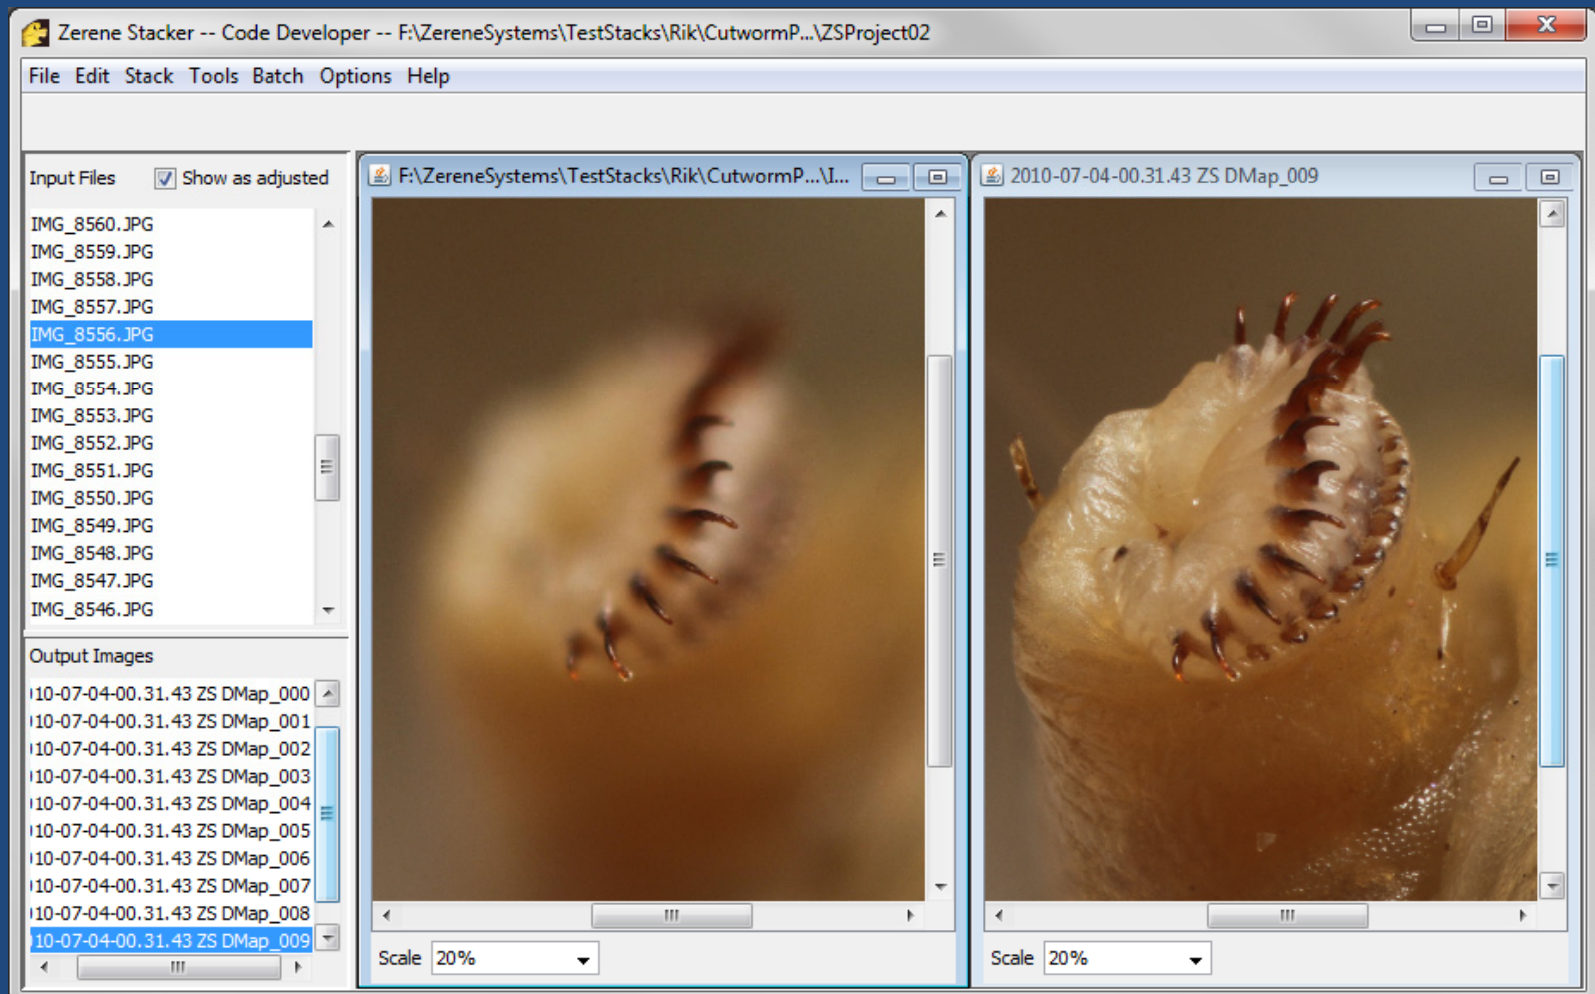 Zerene Stacker -- Code Developer -- F:\ZereneSystems\TestStacks\Rik\CutwormP...\ZSProject02
File Edit Stack Tools Batch Options Help
Input Files Show as adjusted
IMG_8560.JPG
IMG_8559.JPG
IMG_8558.JPG
IMG_8557.JPG
IMG_8556.JPG
IMG_8555.JPG
IMG_8554.JPG
IMG_8553.JPG
IMG_8552.JPG
IMG_8551.JPG
IMG_8550.JPG
IMG_8549.JPG
IMG_8548.JPG
IMG_8547.JPG
IMG_8546.JPG
Output Images
10-07-04-00.31.43 ZS DMap_000
10-07-04-00.31.43 ZS DMap_001
10-07-04-00.31.43 ZS DMap_002
10-07-04-00.31.43 ZS DMap_003
10-07-04-00.31.43 ZS DMap_004
10-07-04-00.31.43 ZS DMap_005
10-07-04-00.31.43 ZS DMap_006
10-07-04-00.31.43 ZS DMap_007
10-07-04-00.31.43 ZS DMap_008
10-07-04-00.31.43 ZS DMap_009
F:\ZereneSystems\TestStacks\Rik\CutwormP...\I...
Scale 20%
2010-07-04-00.31.43 ZS DMap_009
Scale 20%